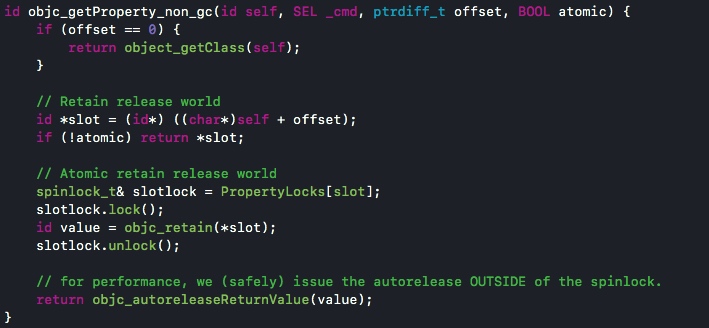 id objc_getProperty_non_gc(id self, SEL _cmd, ptrdiff_t offset, BOOL atomic) {
    if (offset == 0) {
        return object_getClass(self);
    }

    // Retain release world
    id *slot = (id*) ((char*)self + offset);
    if (!atomic) return *slot;

    // Atomic retain release world
    spinlock_t& slotlock = PropertyLocks[slot];
    slotlock.lock();
    id value = objc_retain(*slot);
    slotlock.unlock();

    // for performance, we (safely) issue the autorelease OUTSIDE of the spinlock.
    return objc_autoreleaseReturnValue(value);
}